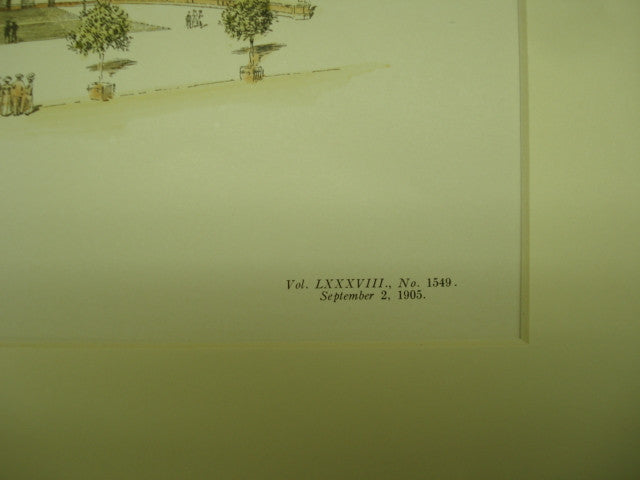 Vol. LXXXVIII., No. 1549.
September 2, 1905.